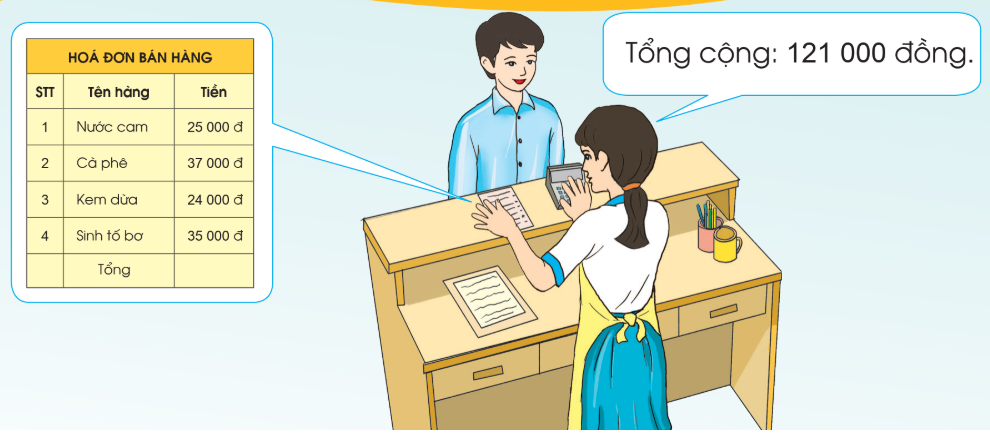 HOÁ ĐƠN BÁN HÀNG
STT Tên hàng Tiền
1 Nước cam 25 000 đ
2 Cà phê 37 000 đ
3 Kem dừa 24 000 đ
4 Sinh tố bơ 35 000 đ
Tổng
Tổng cộng: 121 000 đồng.